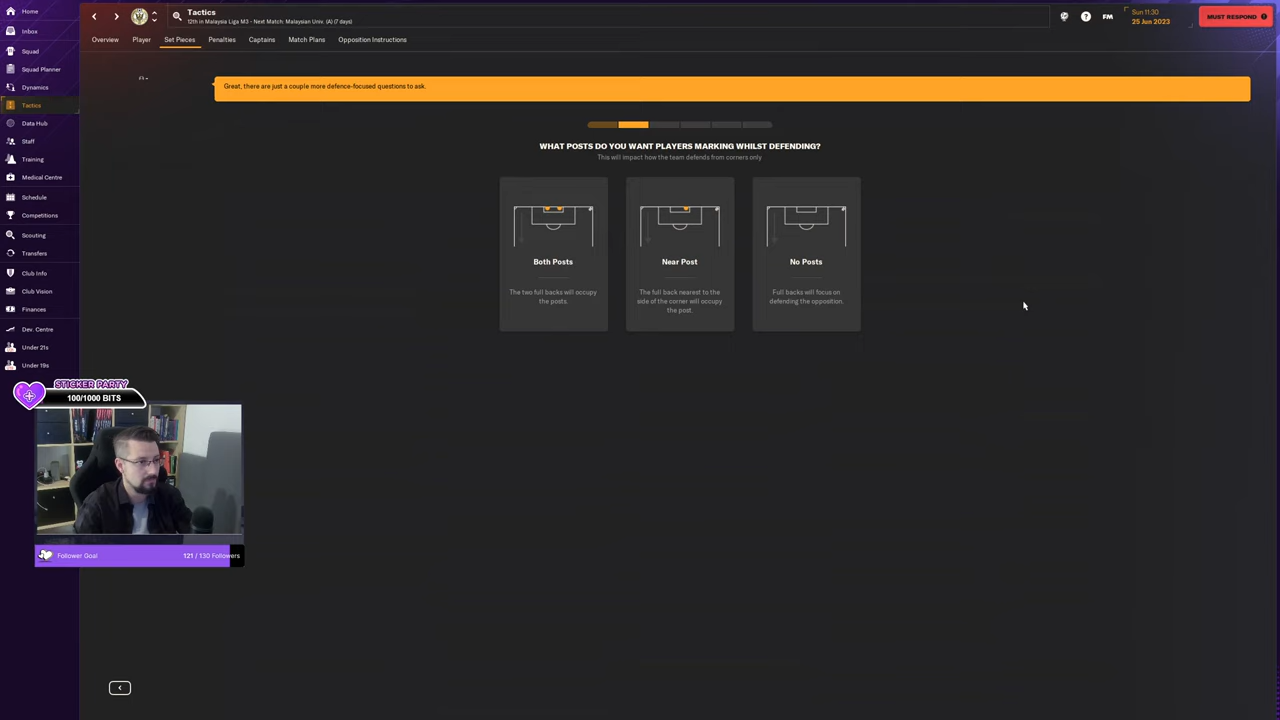 Home
Inbox
Squad
Squad Planner
Dynamics
Tactics
Data Hub
Staff
Training
Medical Centre
Schedule
Competitions
Scouting
Transfers
Club Info
Club Vision
Finances
Dev. Centre
Under 21s
Under 19s
Tactics
12th in Malaysia Liga M3 - Next Match: Malaysian Univ. (A) (7 days)
FM
Sun 11:30
25 Jun 2023
MUST RESPOND
Overview
Player
Set Pieces
Penalties
Captains
Match Plans
Opposition Instructions
Great, there are just a couple more defence-focused questions to ask.
WHAT POSTS DO YOU WANT PLAYERS MARKING WHILST DEFENDING?
This will impact how the team defends from corners only
Both Posts
The two full backs will occupy
the posts.
Near Post
The full back nearest to the
side of the corner will occupy
the post.
No Posts
Full backs will focus on
defending the opposition.
STICKER PARTY
100/1000 BITS
Follower Goal
121 / 130 Followers